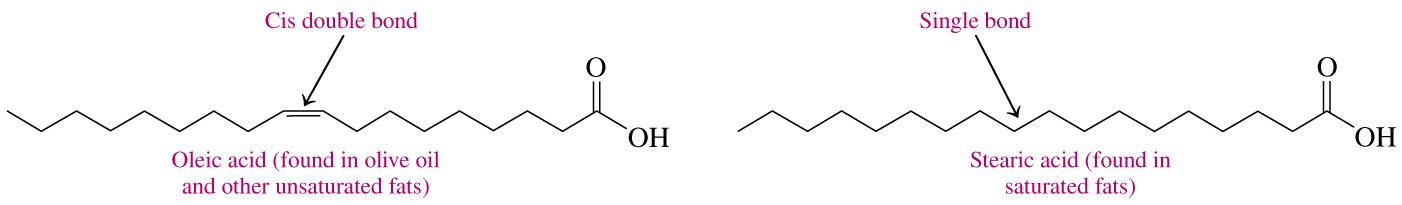 Cis double bond
O
OH
Oleic acid (found in olive oil
and other unsaturated fats)
Single bond
O
OH
Stearic acid (found in
saturated fats)